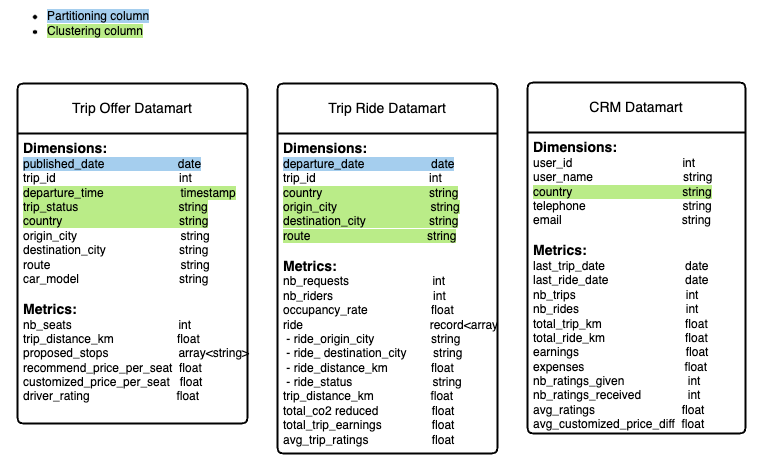 • Partitioning column
• Clustering column
Trip Offer Datamart
Dimensions:
published_date date
trip_id int
departure_time timestamp
trip_status string
country string
origin_city string
destination_city string
route string
car_model string
Metrics:
nb_seats int
trip_distance_km float
proposed_stops array<string>
recommend_price_per_seat float
customized_price_per_seat float
driver_rating float
Trip Ride Datamart
Dimensions:
departure_date date
trip_id int
country string
origin_city string
destination_city string
route string
Metrics:
nb_requests int
nb_riders int
occupancy_rate float
ride record<array
- ride_origin_city string
- ride_ destination_city string
- ride_distance_km float
- ride_status string
trip_distance_km float
total_co2 reduced float
total_trip_earnings float
avg_trip_ratings float
CRM Datamart
Dimensions:
user_id int
user_name string
country string
telephone string
email string
Metrics:
last_trip_date date
last_ride_date date
nb_trips int
nb_rides int
total_trip_km float
total_ride_km float
earnings float
expenses float
nb_ratings_given int
nb_ratings_received int
avg_ratings float
avg_customized_price_diff float